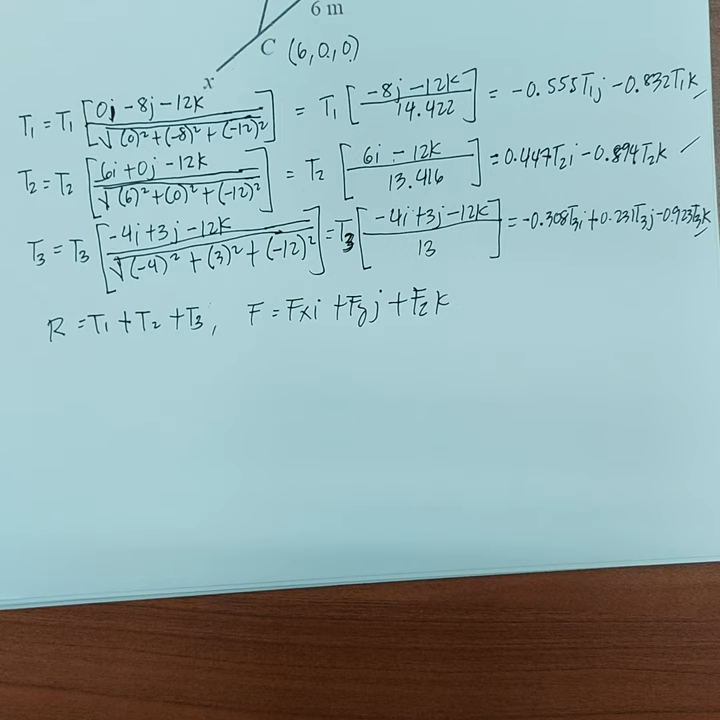 6 m
C (6,0,0)
x
T₁ = T₁ [0j - 8j - 12k / √(0)² + (-8)² + (-12)²] = T₁ [-8j - 12k / 14.422] = -0.555T₁j - 0.832T₁k
T₂ = T₂ [6i + 0j - 12k / √(6)² + (0)² + (-12)²] = T₂ [6i - 12k / 13.416] = 0.447T₂i - 0.894T₂k ✓
T₃ = T₃ [-4i + 3j - 12k / √(-4)² + (3)² + (-12)²] = T₃ [-4i + 3j - 12k / 13] = -0.308T₃i + 0.231T₃j - 0.923T₃k
R = T₁ + T₂ + T₃, F = Fxi + Fyj + Fzk